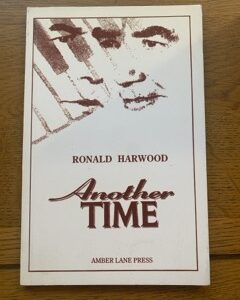 RONALD HARWOOD
Another
TIME
AMBER LANE PRESS